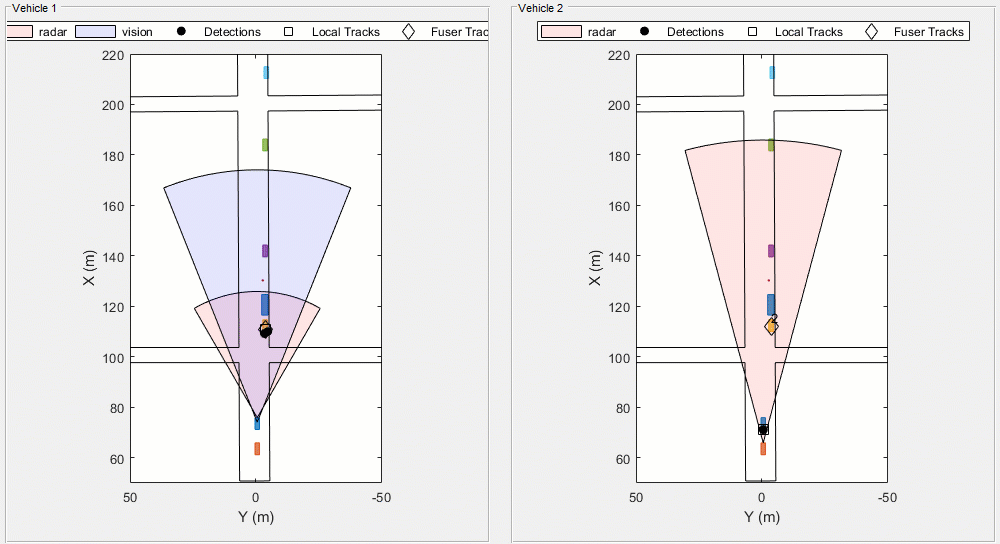 Vehicle 1
radar vision Detections Local Tracks Fuser Trac
220
200
180
160
140
120
100
80
60
50 0 -50
X (m)
Y (m)
Vehicle 2
radar Detections Local Tracks Fuser Tracks
220
200
180
160
140
120
100
80
60
50 0 -50
X (m)
Y (m)
2